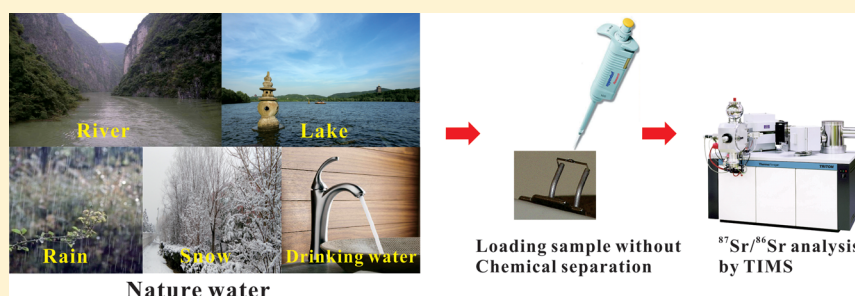 River
Lake
Rain
Snow
Drinking water
Nature water
Loading sample without
Chemical separation
⁸⁷Sr/⁸⁶Sr analysis
by TIMS